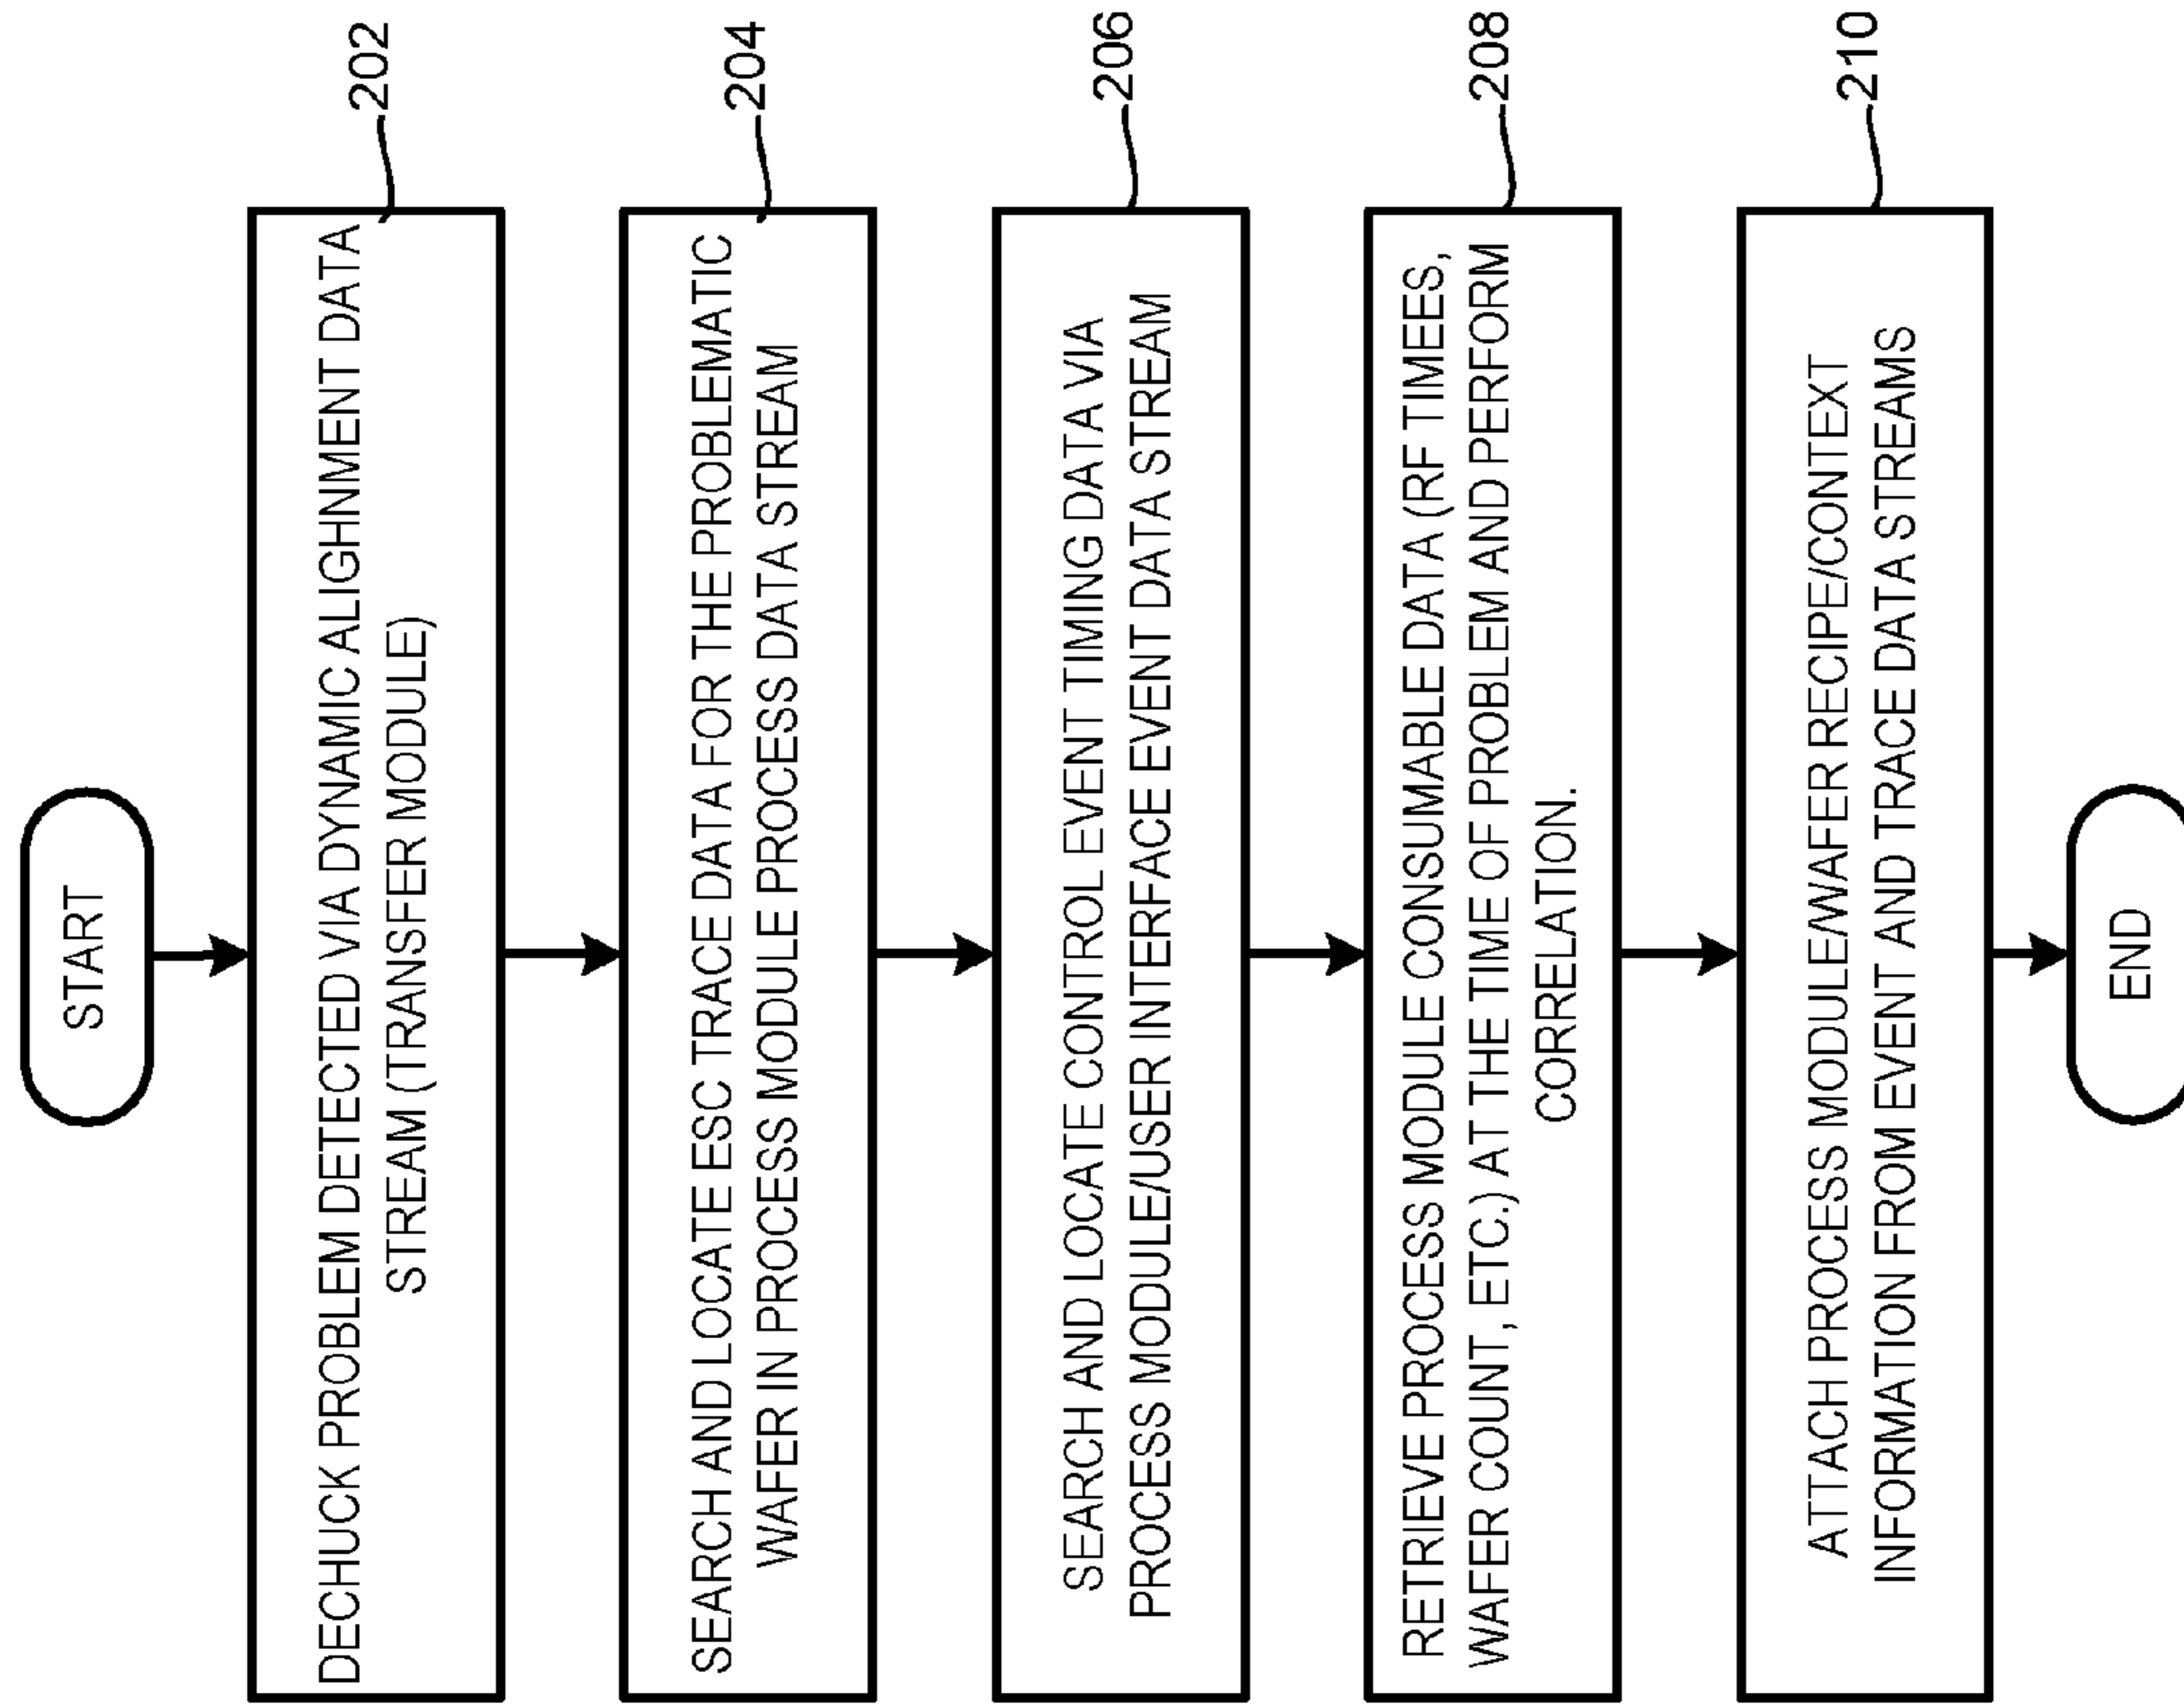 START
DECHUCK PROBLEM DETECTED VIA DYNAMIC ALIGHNMENT DATA
STREAM (TRANSFER MODULE)
202
SEARCH AND LOCATE ESC TRACE DATA FOR THE PROBLEMATIC
WAFER IN PROCESS MODULE PROCESS DATA STREAM
204
SEARCH AND LOCATE CONTROL EVENT TIMING DATA VIA
PROCESS MODULE/USER INTERFACE EVENT DATA STREAM
206
RETRIEVE PROCESS MODULE CONSUMABLE DATA (RF TIMEES,
WAFER COUNT, ETC.) AT THE TIME OF PROBLEM AND PERFORM
CORRELATION.
208
ATTACH PROCESS MODULE/WAFER RECIPE/CONTEXT
INFORMATION FROM EVENT AND TRACE DATA STREAMS
210
END